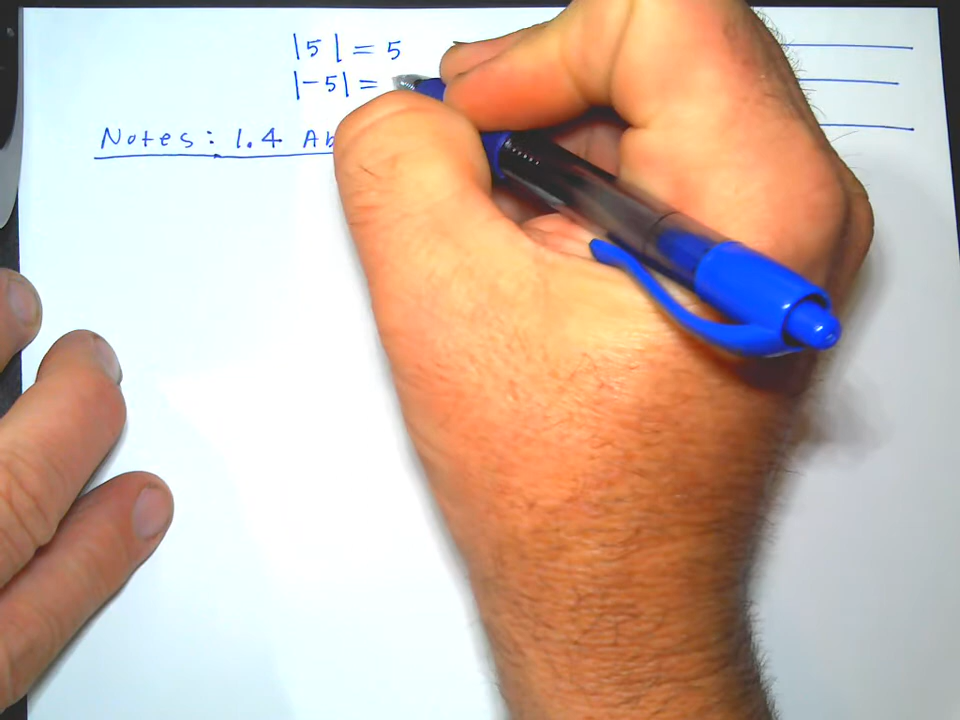 |5| = 5
|-5| =
Notes: 1.4 Ab